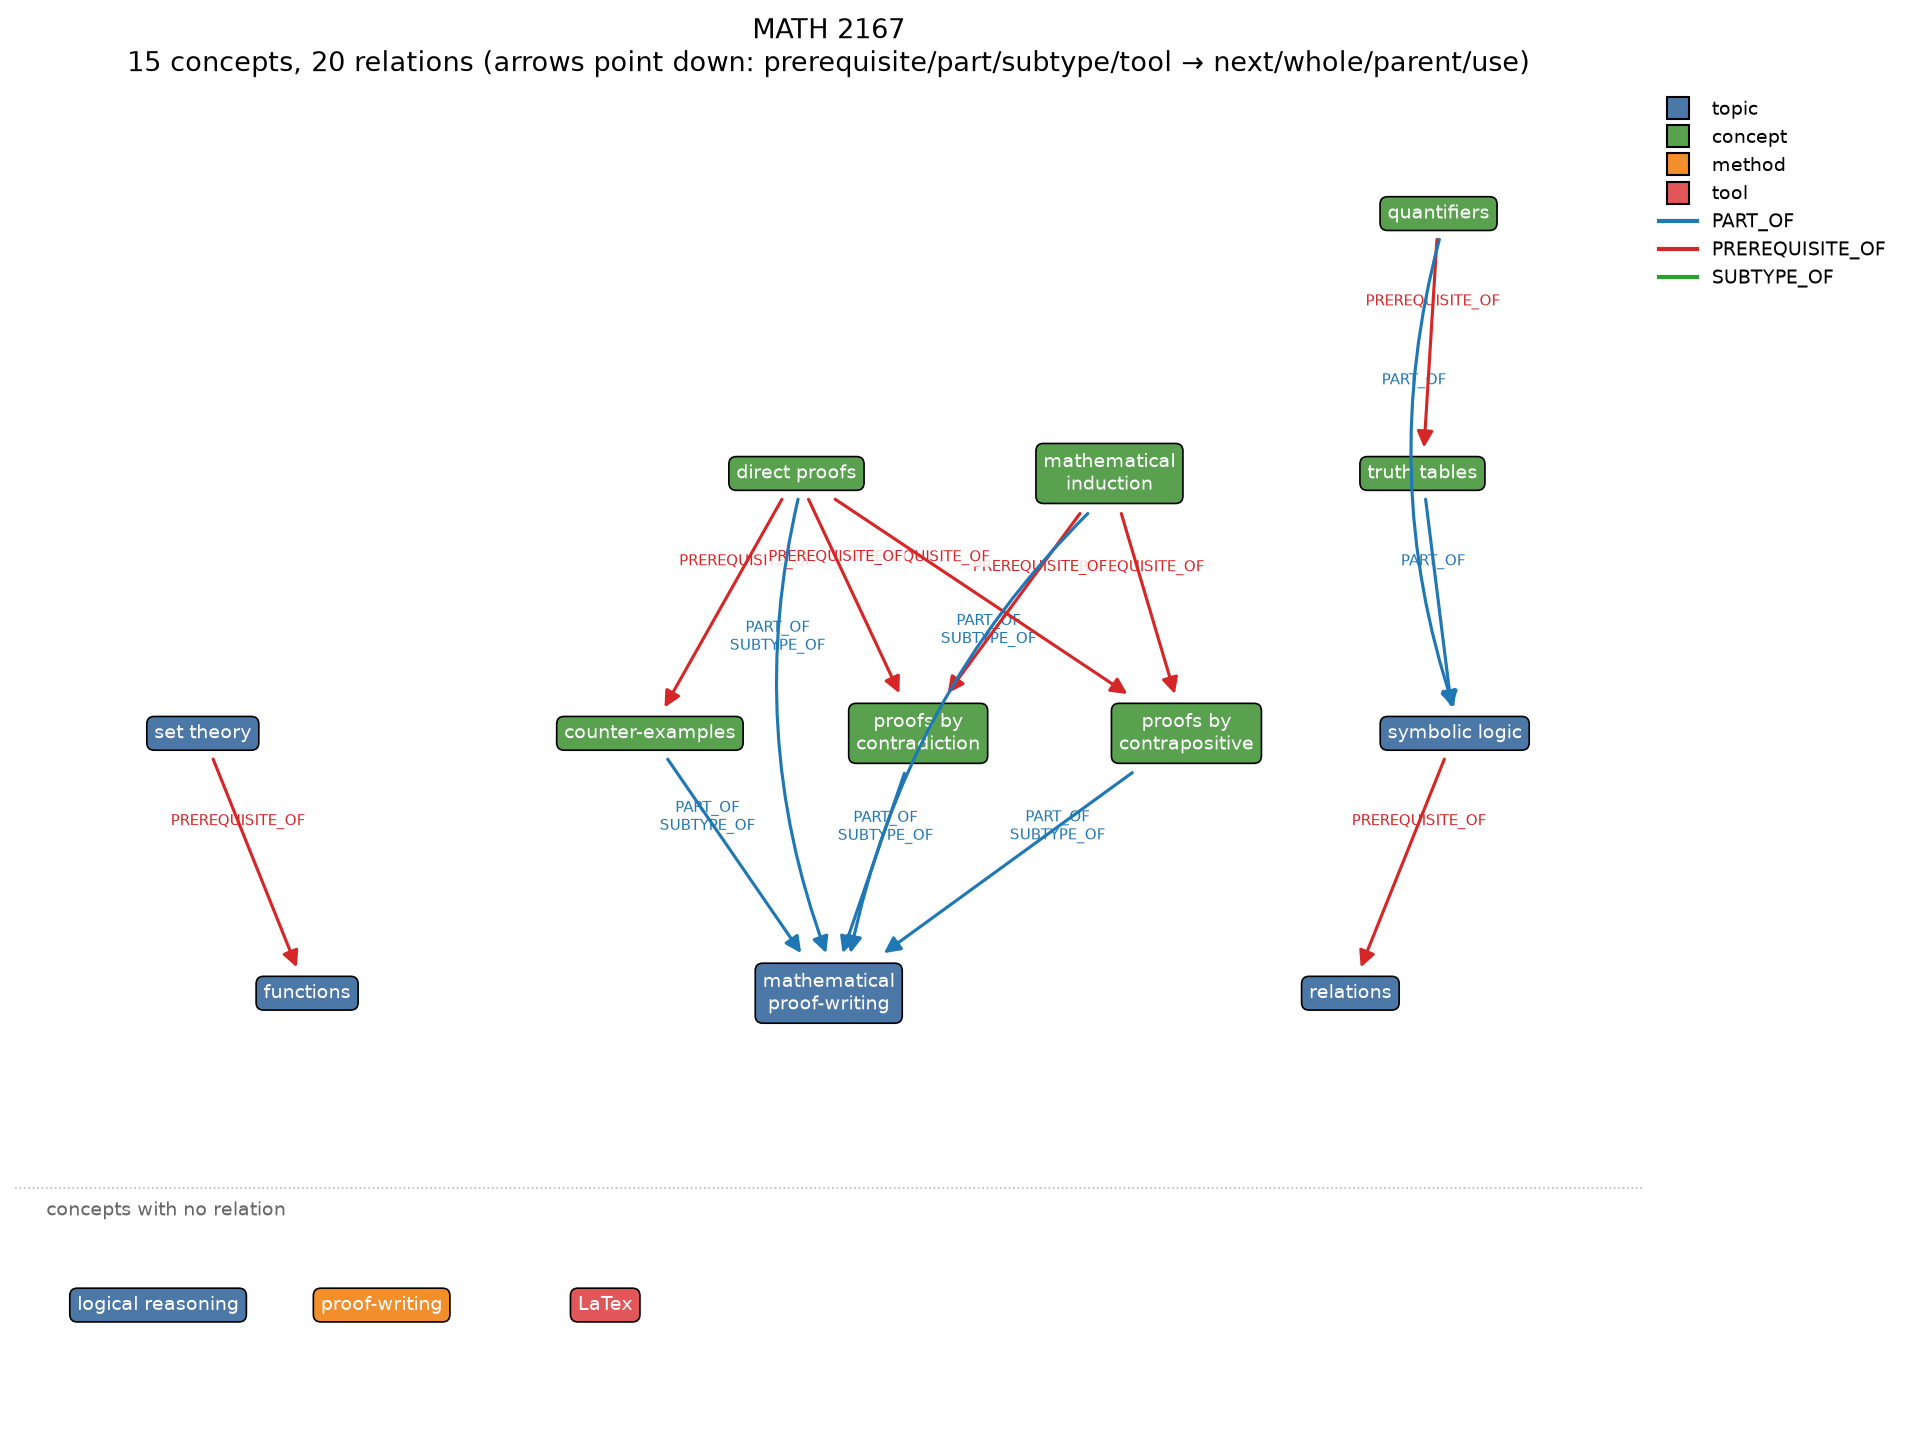 MATH 2167
15 concepts, 20 relations (arrows point down: prerequisite/part/subtype/tool → next/whole/parent/use)
topic
concept
method
tool
PART_OF
PREREQUISITE_OF
SUBTYPE_OF
quantifiers
PREREQUISITE_OF
PART_OF
direct proofs
mathematical
induction
truth tables
PREREQUISITE_OF
PREREQUISITE_OF
PART_OF
PART_OF
SUBTYPE_OF
PART_OF
SUBTYPE_OF
set theory
counter-examples
proofs by
contradiction
proofs by
contrapositive
symbolic logic
PREREQUISITE_OF
PART_OF
SUBTYPE_OF
PART_OF
SUBTYPE_OF
PART_OF
SUBTYPE_OF
PREREQUISITE_OF
functions
mathematical
proof-writing
relations
concepts with no relation
logical reasoning
proof-writing
LaTex